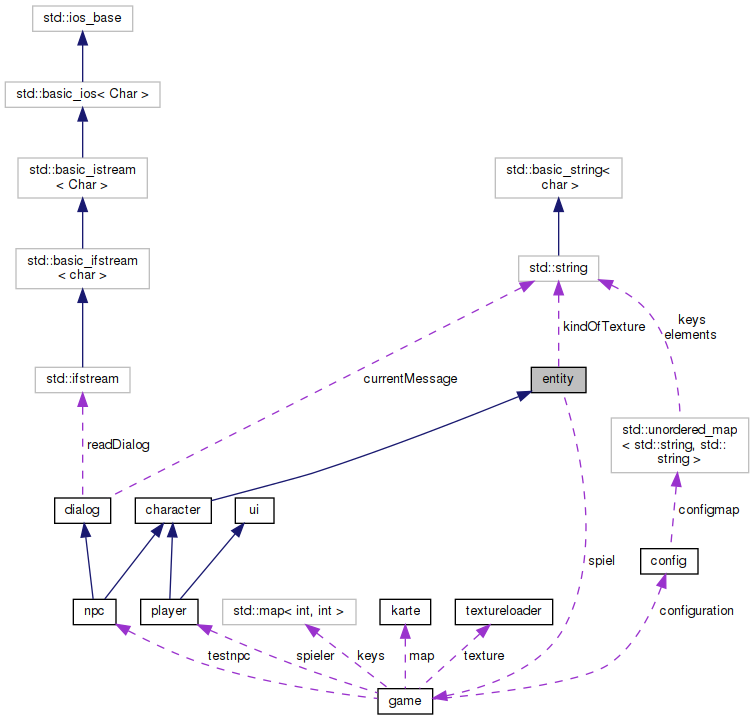 std::ios_base
std::basic_ios< Char >
std::basic_istream
< Char >
std::basic_string<
char >
std::basic_ifstream
< char >
std::string
keys
elements
kindOfTexture
std::ifstream
currentMessage
entity
std::unordered_map
< std::string, std::
string >
readDialog
dialog
character
ui
configmap
spiel
config
npc
player
std::map< int, int >
karte
textureloader
configuration
testnpc
spieler
keys
map
texture
game